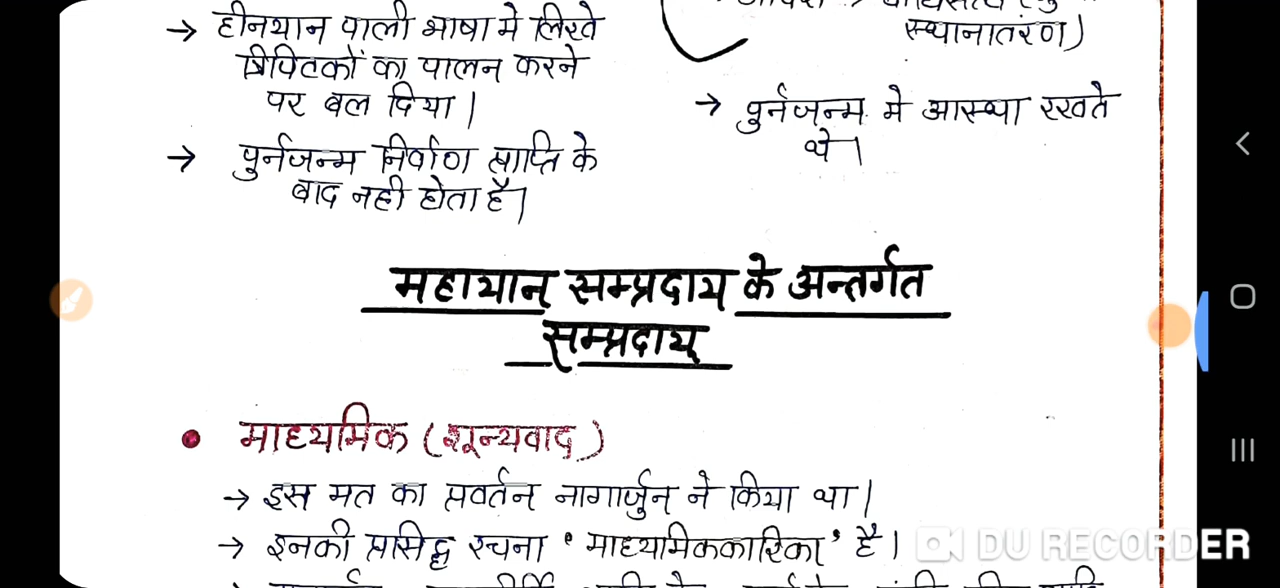 → हीनयान पाली भाषा मे लिखे
त्रिपिटकों का पालन करने
पर बल दिया।
→ पुर्नजन्म निर्वाण प्राप्ति के
बाद नही होता है।
स्थानातंरण)
→ पुर्नजन्म मे आस्था रखते
थे।
महायान सम्प्रदाय के अन्तर्गत
सम्प्रदाय
• माध्यमिक (शून्यवाद)
→ इस मत का प्रवर्तन नागार्जुन ने किया था।
→ इनकी प्रसिद्ध रचना 'माध्यमिककारिका' है।
DU RECORDER